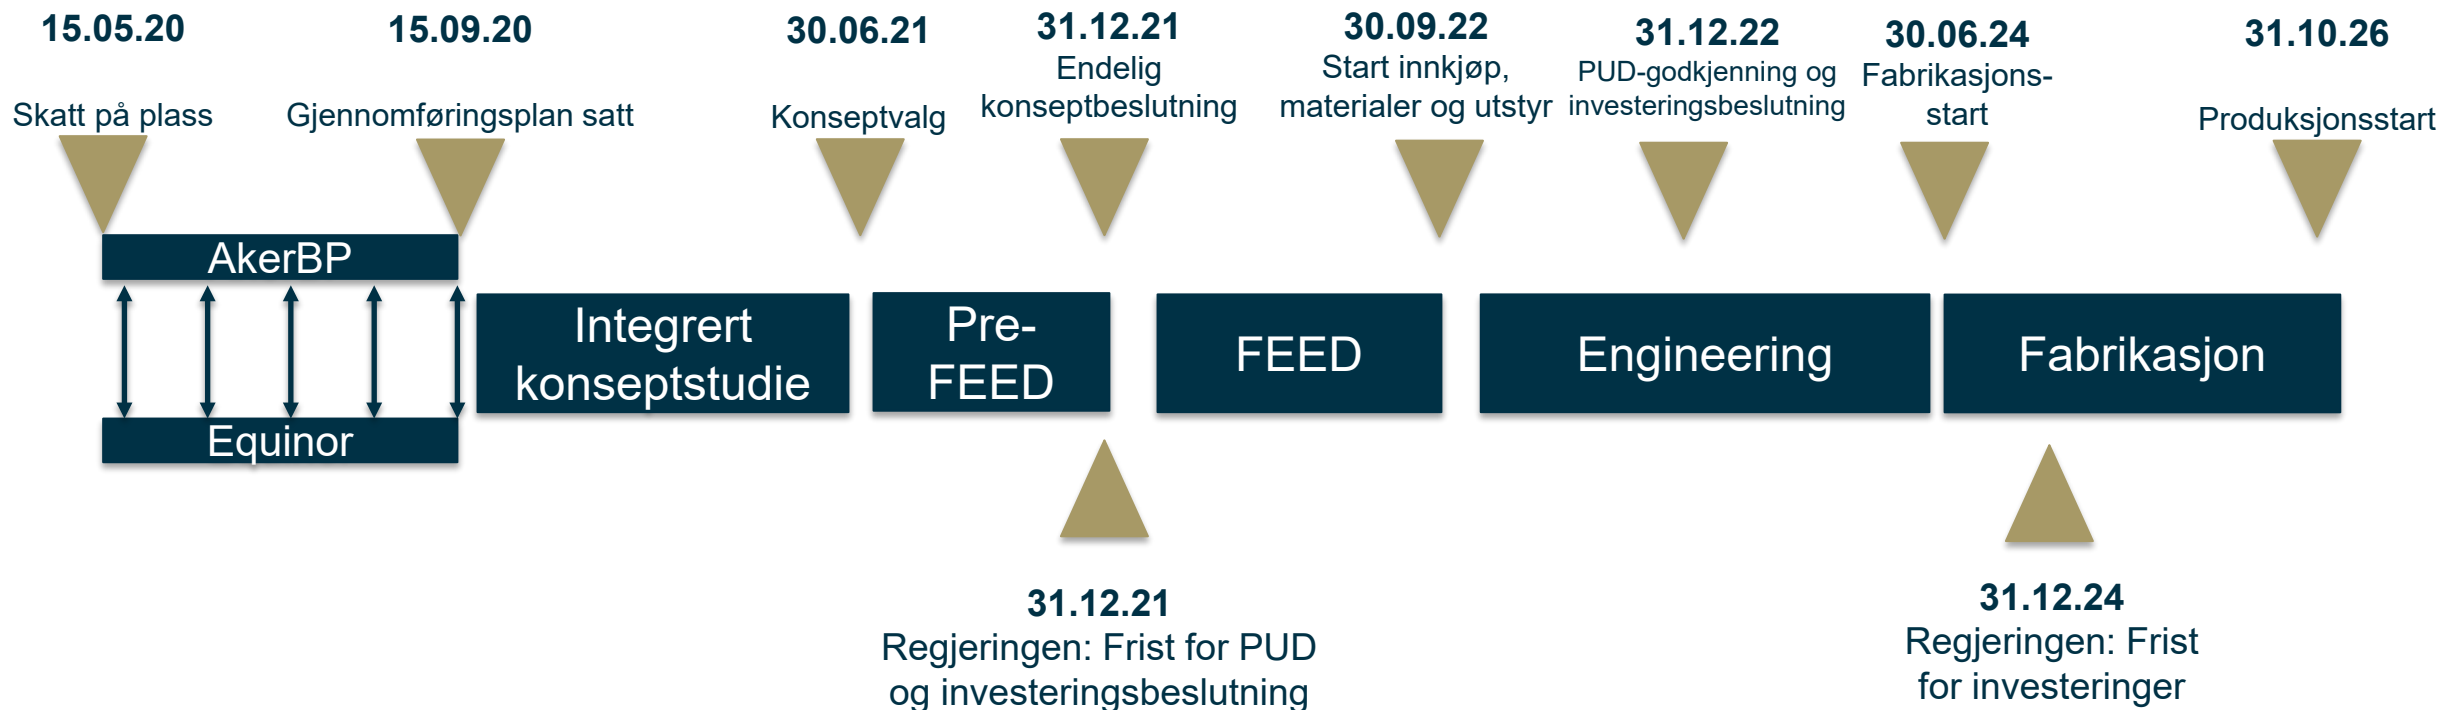 15.05.20
Skatt på plass
15.09.20
Gjennomføringsplan satt
30.06.21
Konseptvalg
31.12.21
Endelig
konseptbeslutning
30.09.22
Start innkjøp,
materialer og utstyr
31.12.22
PUD-godkjenning og
investeringsbeslutning
30.06.24
Fabrikasjons-
start
31.10.26
Produksjonsstart
AkerBP
Equinor
Integrert
konseptstudie
Pre-
FEED
FEED
Engineering
Fabrikasjon
31.12.21
Regjeringen: Frist for PUD
og investeringsbeslutning
31.12.24
Regjeringen: Frist
for investeringer